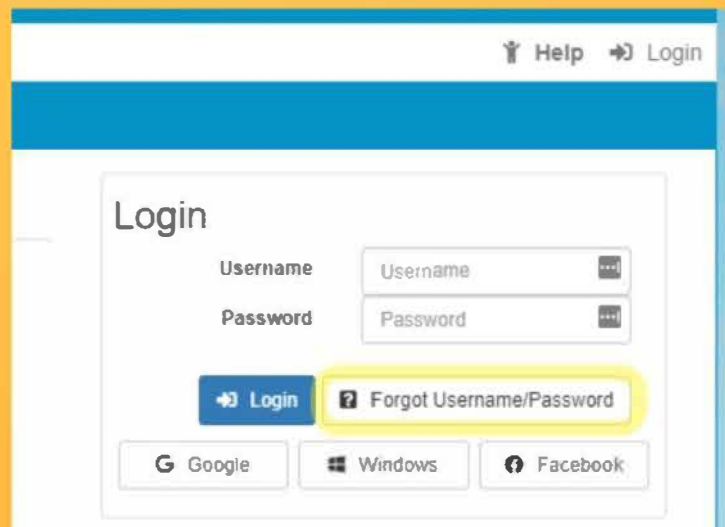 Help Login
Login
Username Username
Password Password
Login Forgot Username/Password
Google Windows Facebook